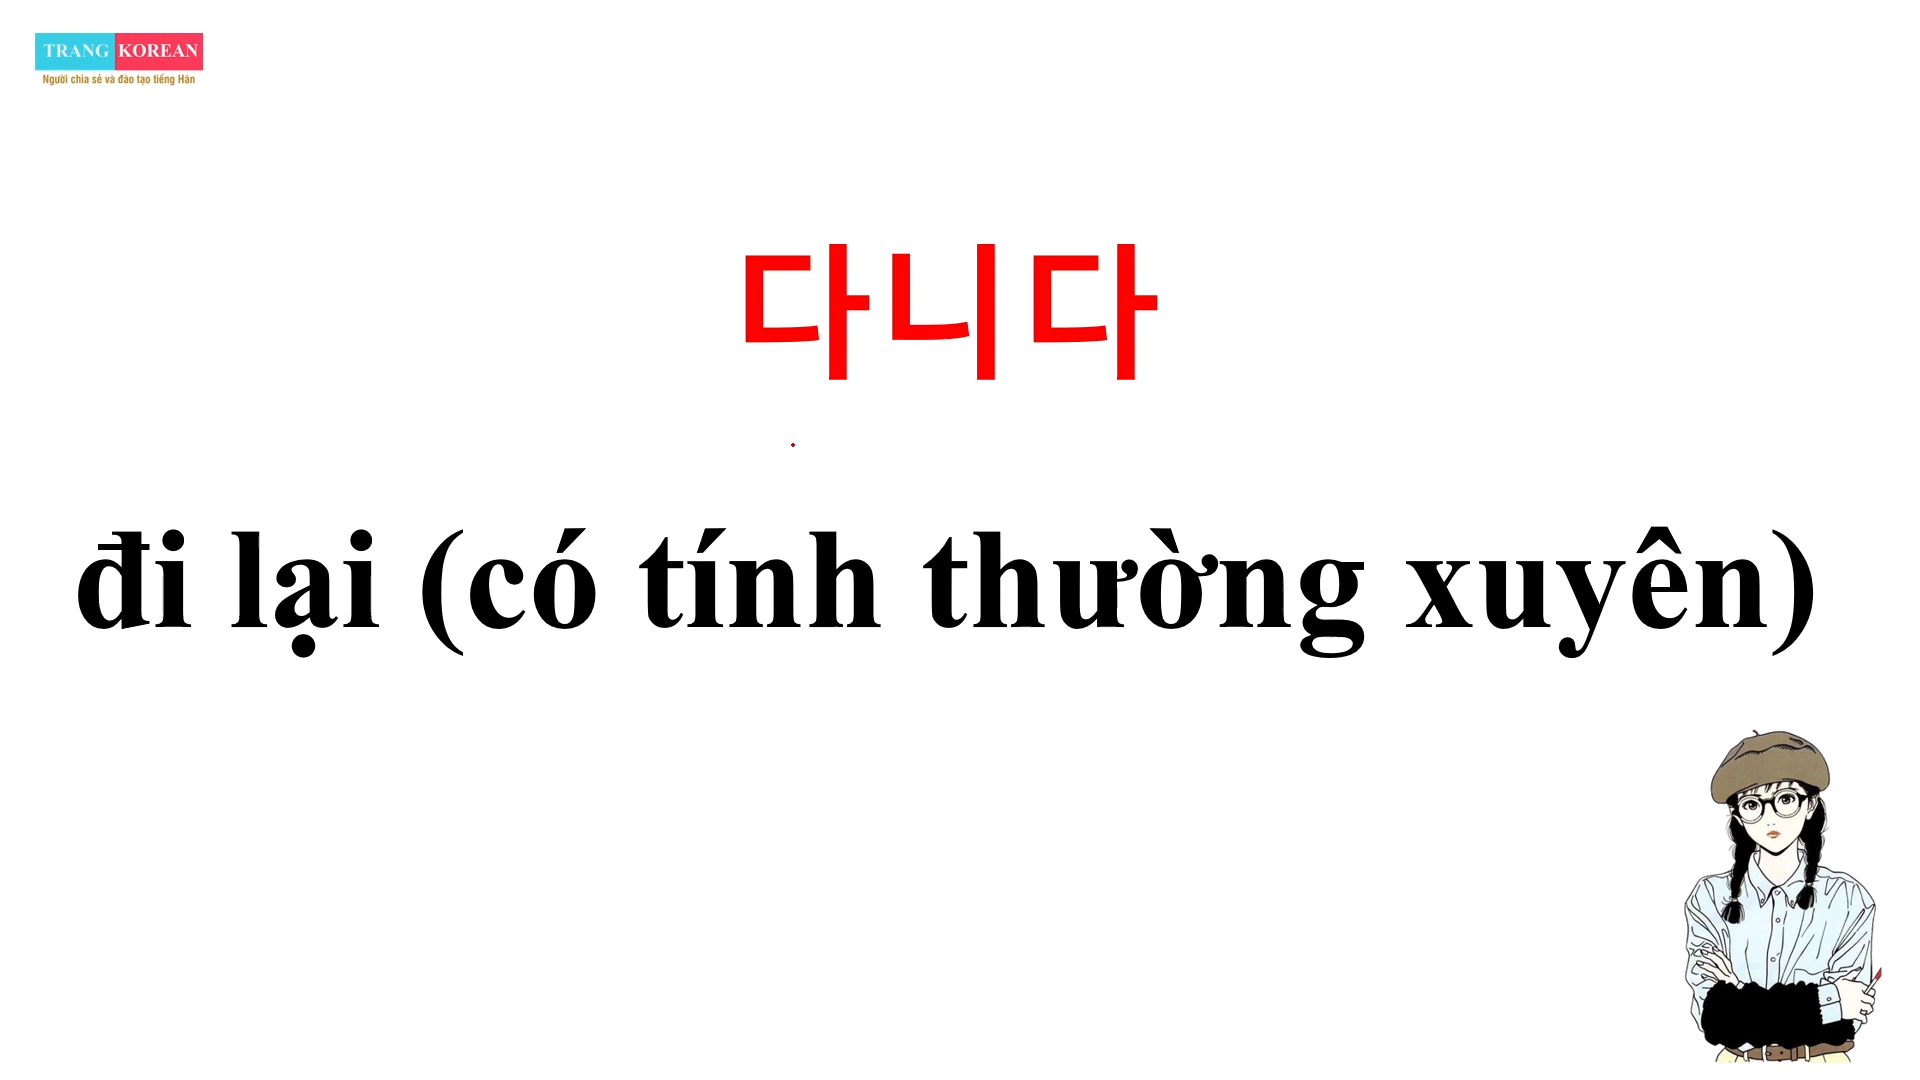 TRANG KOREAN
Người chia sẻ và đào tạo tiếng Hàn
다니다
đi lại (có tính thường xuyên)